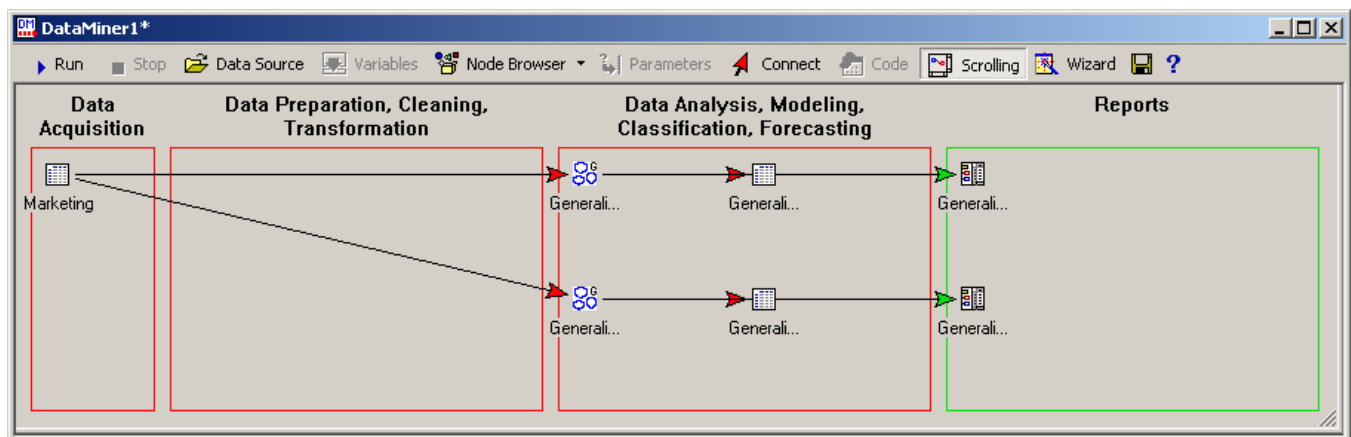 DataMiner1*
Run Stop Data Source Variables Node Browser Parameters Connect Code Scrolling Wizard ?
Data
Acquisition
Data Preparation, Cleaning,
Transformation
Data Analysis, Modeling,
Classification, Forecasting
Reports
Marketing
Generali...
Generali...
Generali...
Generali...
Generali...
Generali...